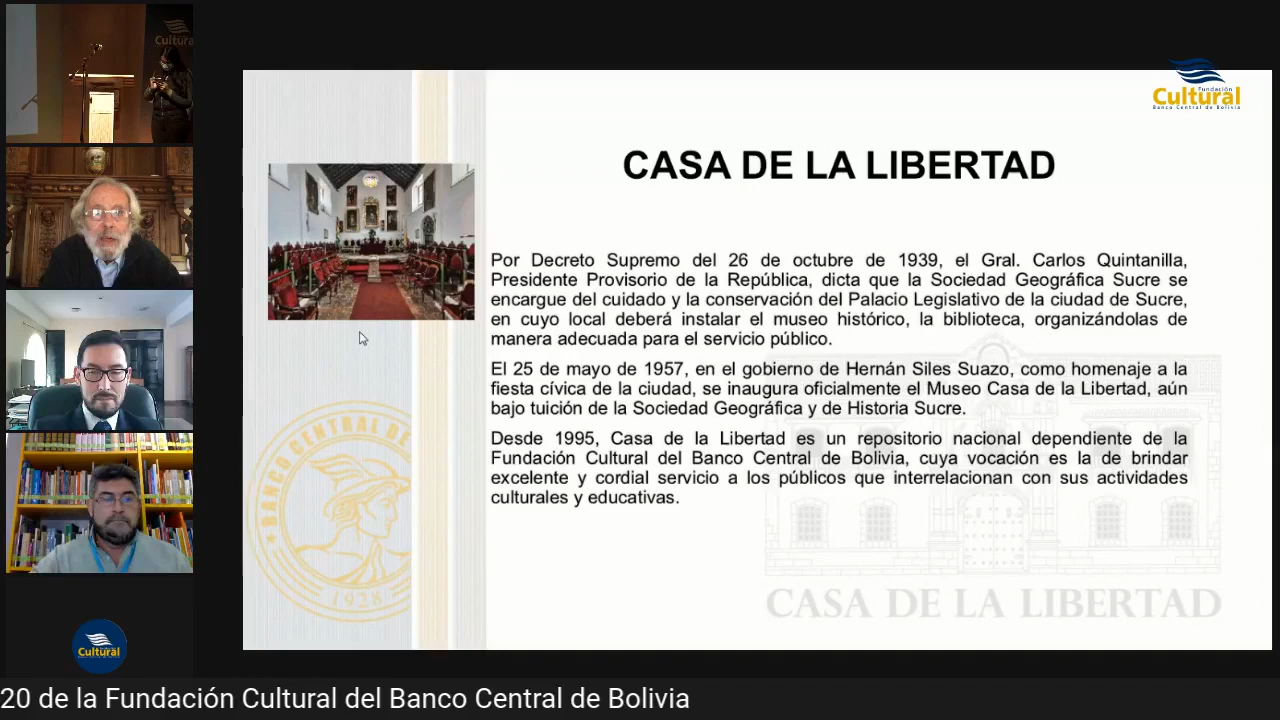 Cultural
Fundación
Cultural
Banco Central de Bolivia
CASA DE LA LIBERTAD
Por Decreto Supremo del 26 de octubre de 1939, el Gral. Carlos Quintanilla,
Presidente Provisorio de la República, dicta que la Sociedad Geográfica Sucre se
encargue del cuidado y la conservación del Palacio Legislativo de la ciudad de Sucre,
en cuyo local deberá instalar el museo histórico, la biblioteca, organizándolas de
manera adecuada para el servicio público.
El 25 de mayo de 1957, en el gobierno de Hernán Siles Suazo, como homenaje a la
fiesta cívica de la ciudad, se inaugura oficialmente el Museo Casa de la Libertad, aún
bajo tuición de la Sociedad Geográfica y de Historia Sucre.
Desde 1995, Casa de la Libertad es un repositorio nacional dependiente de la
Fundación Cultural del Banco Central de Bolivia, cuya vocación es la de brindar
excelente y cordial servicio a los públicos que interrelacionan con sus actividades
culturales y educativas.
BANCO CENTRAL DE
1928
CASA DE LA LIBERTAD
Cultural
20 de la Fundación Cultural del Banco Central de Bolivia